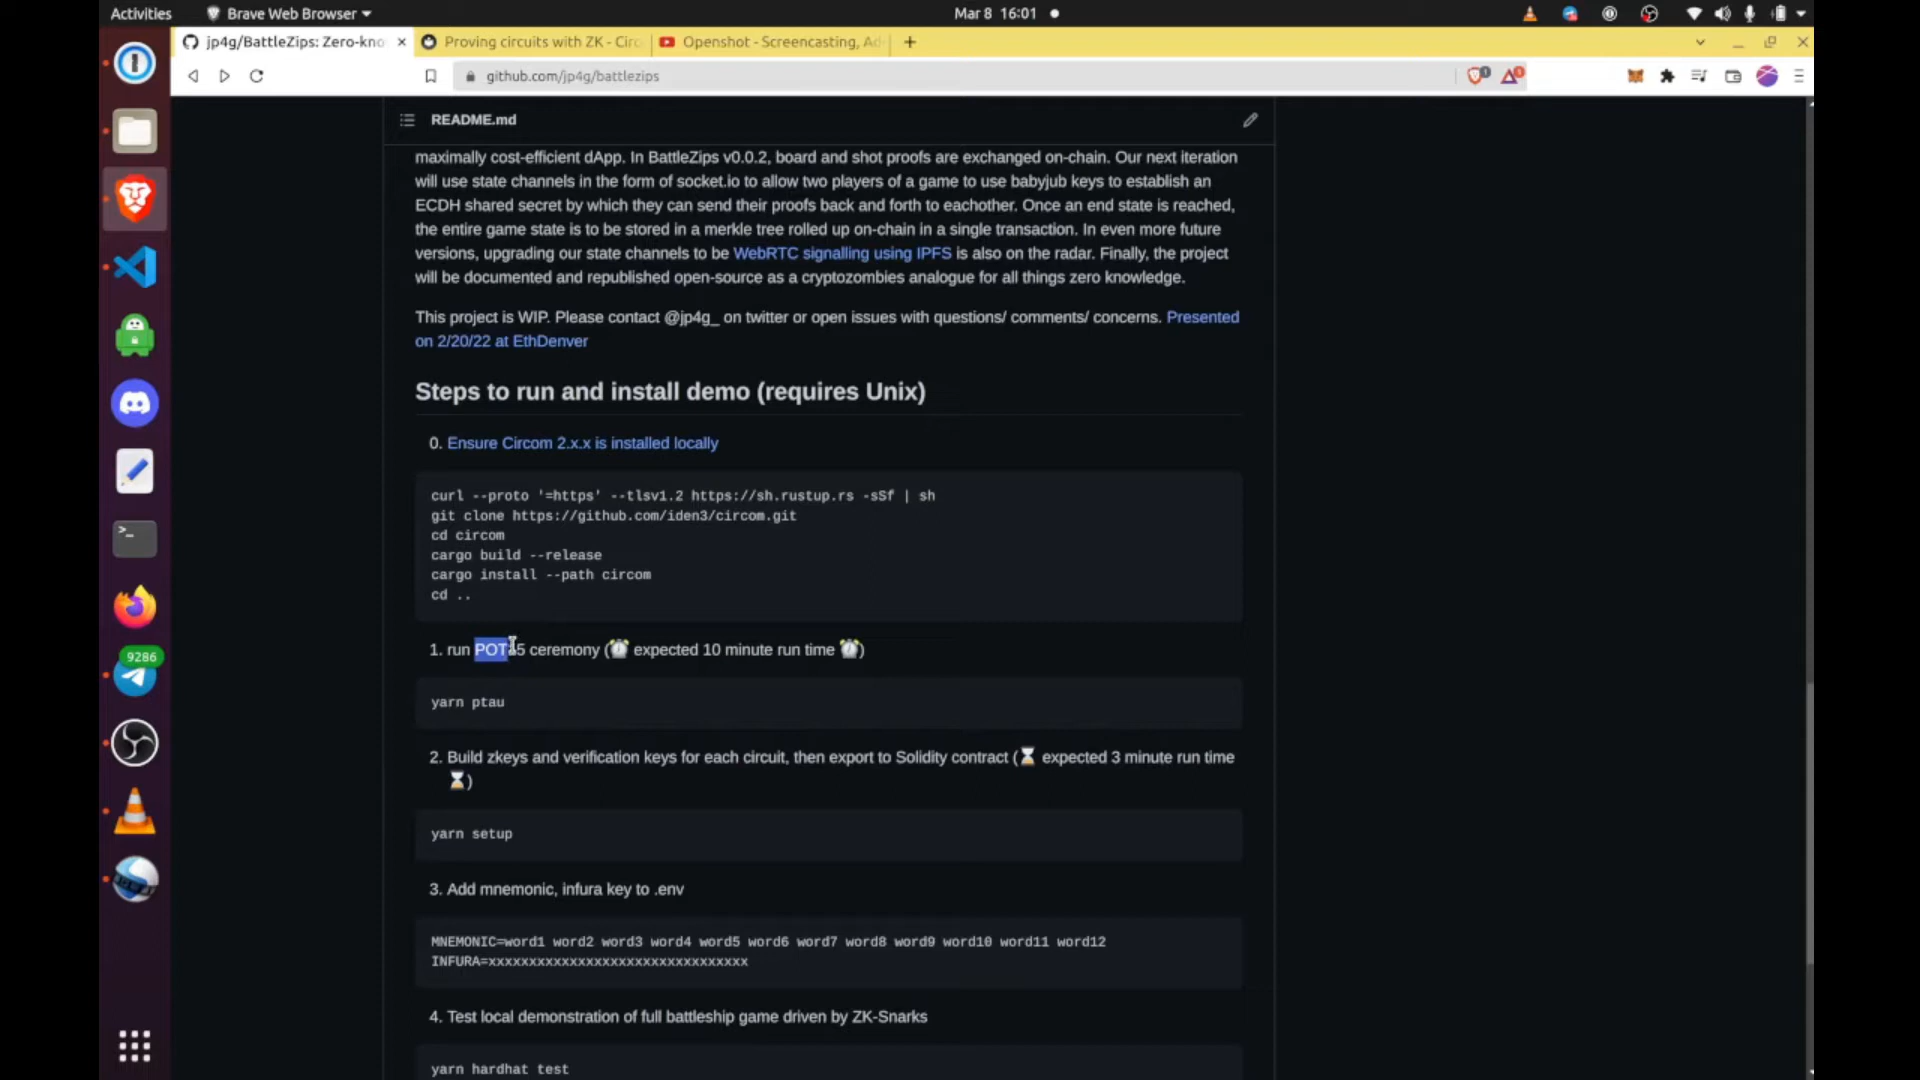 Activities
Brave Web Browser
Mar 8 16:01
jp4g/BattleZips: Zero-kno
Proving circuits with ZK - Circ
Openshot - Screencasting, Ad
github.com/jp4g/battlezips
1
README.md
maximally cost-efficient dApp. In BattleZips v0.0.2, board and shot proofs are exchanged on-chain. Our next iteration
will use state channels in the form of socket.io to allow two players of a game to use babyjub keys to establish an
ECDH shared secret by which they can send their proofs back and forth to eachother. Once an end state is reached,
the entire game state is to be stored in a merkle tree rolled up on-chain in a single transaction. In even more future
versions, upgrading our state channels to be WebRTC signalling using IPFS is also on the radar. Finally, the project
will be documented and republished open-source as a cryptozombies analogue for all things zero knowledge.
This project is WIP. Please contact @jp4g_ on twitter or open issues with questions/ comments/ concerns. Presented
on 2/20/22 at EthDenver
Steps to run and install demo (requires Unix)
0. Ensure Circom 2.x.x is installed locally
curl --proto '=https' --tlsv1.2 https://sh.rustup.rs -sSf | sh
git clone https://github.com/iden3/circom.git
cd circom
cargo build --release
cargo install --path circom
cd ..
1. run POT 5 ceremony (⏰ expected 10 minute run time ⏰)
yarn ptau
2. Build zkeys and verification keys for each circuit, then export to Solidity contract (⌛ expected 3 minute run time
⌛)
yarn setup
3. Add mnemonic, infura key to .env
MNEMONIC=word1 word2 word3 word4 word5 word6 word7 word8 word9 word10 word11 word12
INFURA=xxxxxxxxxxxxxxxxxxxxxxxxxxxxxxxx
4. Test local demonstration of full battleship game driven by ZK-Snarks
yarn hardhat test
9286